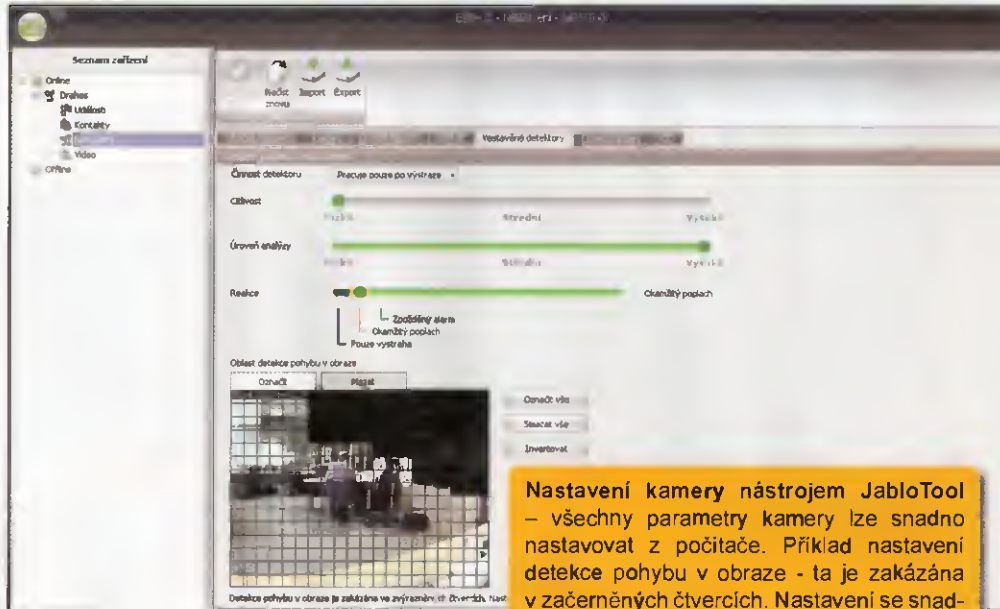 Seznam zařízení
Online
Drahos
Události
Kontakty
Video
Offline
Načíst znovu
Import
Export
Vestavěné detektory
Činnost detektoru
Pracuje pouze po výstraze
Citlivost
Nízká
Střední
Vysoká
Úroveň analýzy
Nízká
Střední
Vysoká
Reakce
Okamžitý poplach
Zpožděný alarm
Okamžitý poplach
Pouze vystraha
Oblast detekce pohybu v obraze
Označit
Mazat
Označit vše
Smazat vše
Invertovat
Detekce pohybu v obraze je zakázána ve zvýrazněných čtvercích. Nast
Nastavení kamery nástrojem JabloTool
– všechny parametry kamery lze snadno
nastavovat z počítače. Příklad nastavení
detekce pohybu v obraze - ta je zakázána
v začerněných čtvercích. Nastavení se snad-